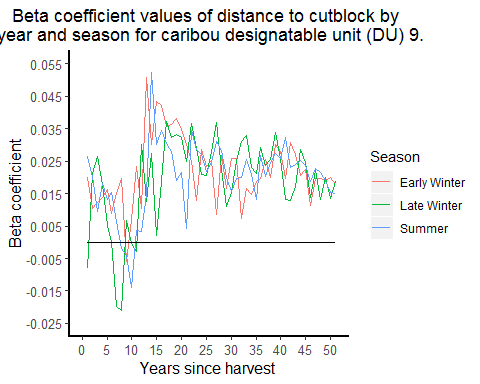 Beta coefficient values of distance to cutblock by
year and season for caribou designatable unit (DU) 9.
0.055
0.045
0.035
0.025
0.015
0.005
-0.005
-0.015
-0.025
Beta coefficient
0 5 10 15 20 25 30 35 40 45 50
Years since harvest
Season
Early Winter
Late Winter
Summer